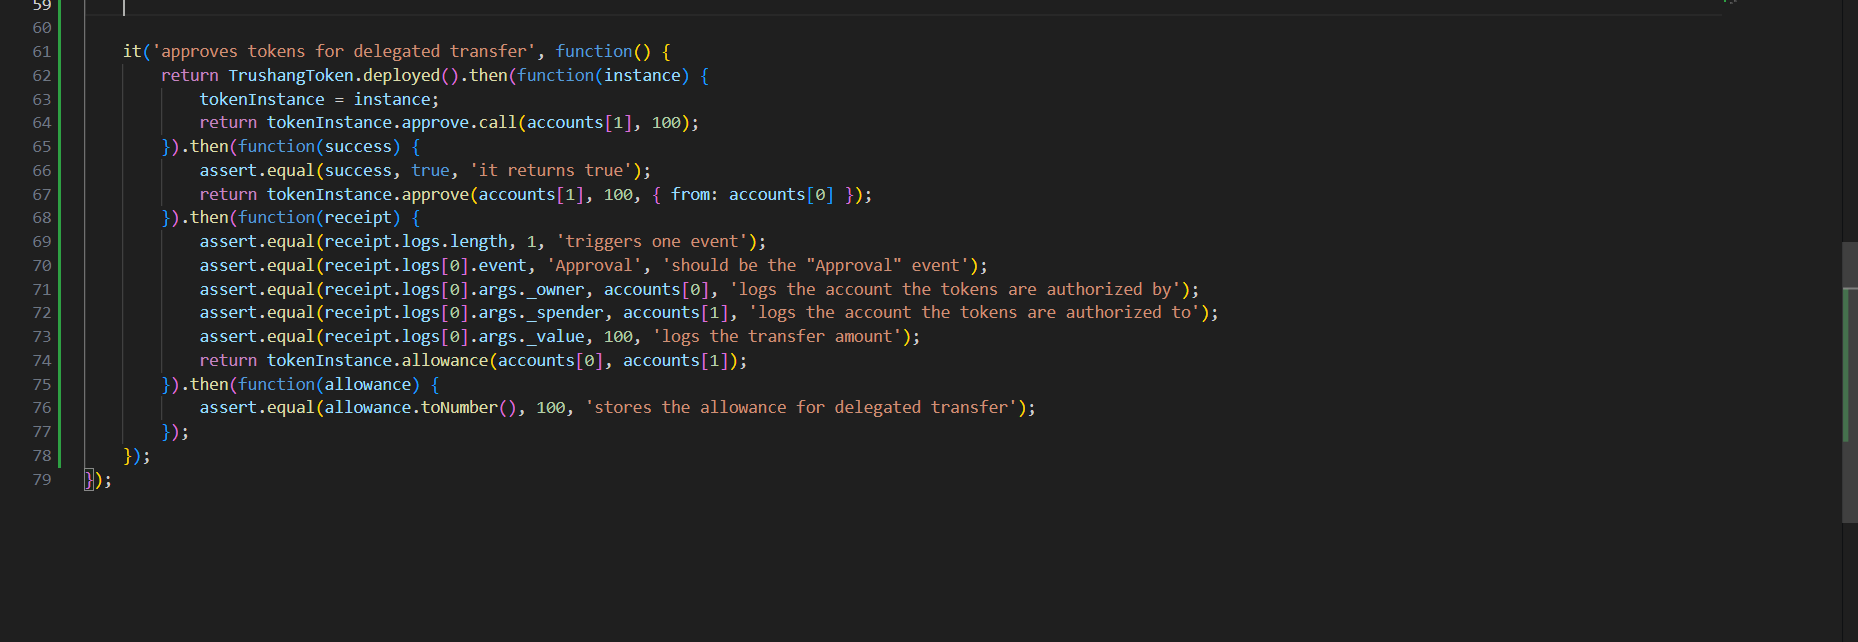 59
60
61 it('approves tokens for delegated transfer', function() {
62 return TrushangToken.deployed().then(function(instance) {
63 tokenInstance = instance;
64 return tokenInstance.approve.call(accounts[1], 100);
65 }).then(function(success) {
66 assert.equal(success, true, 'it returns true');
67 return tokenInstance.approve(accounts[1], 100, { from: accounts[0] });
68 }).then(function(receipt) {
69 assert.equal(receipt.logs.length, 1, 'triggers one event');
70 assert.equal(receipt.logs[0].event, 'Approval', 'should be the "Approval" event');
71 assert.equal(receipt.logs[0].args._owner, accounts[0], 'logs the account the tokens are authorized by');
72 assert.equal(receipt.logs[0].args._spender, accounts[1], 'logs the account the tokens are authorized to');
73 assert.equal(receipt.logs[0].args._value, 100, 'logs the transfer amount');
74 return tokenInstance.allowance(accounts[0], accounts[1]);
75 }).then(function(allowance) {
76 assert.equal(allowance.toNumber(), 100, 'stores the allowance for delegated transfer');
77 });
78 });
79 });